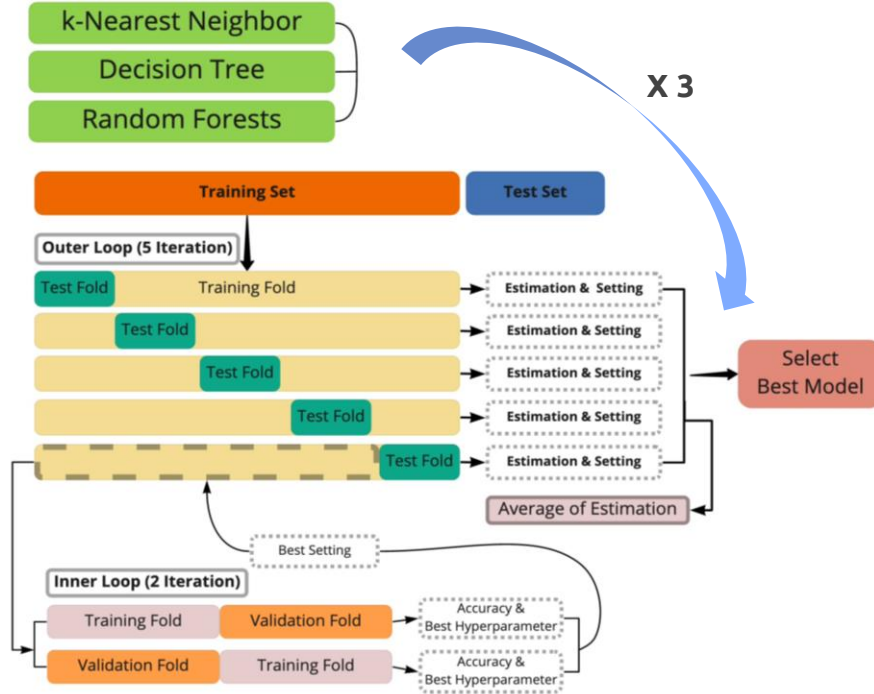 k-Nearest Neighbor
Decision Tree
Random Forests
X 3
Training Set
Test Set
Outer Loop (5 Iteration)
Test Fold
Training Fold
Estimation & Setting
Test Fold
Estimation & Setting
Test Fold
Estimation & Setting
Select
Best Model
Test Fold
Estimation & Setting
Test Fold
Estimation & Setting
Average of Estimation
Best Setting
Inner Loop (2 Iteration)
Training Fold
Validation Fold
Accuracy &
Best Hyperparameter
Validation Fold
Training Fold
Accuracy &
Best Hyperparameter